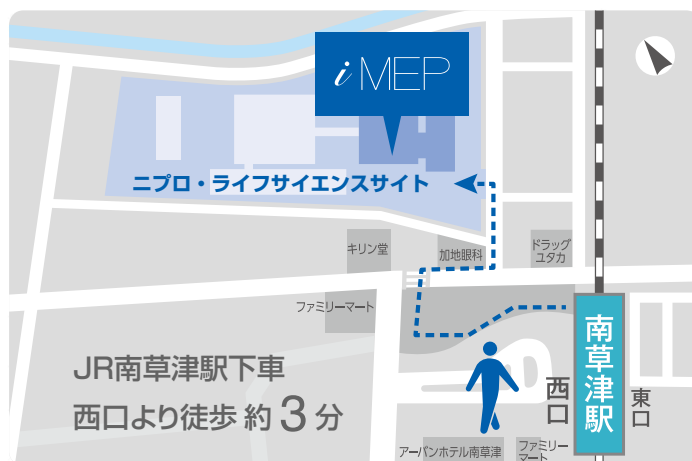 i MEP
ニプロ・ライフサイエンスサイト
キリン堂
加地眼科
ドラッグ
ユタカ
ファミリーマート
JR南草津駅下車
西口より徒歩 約 3 分
南草津駅
西口
東口
アーバンホテル南草津
ファミリー
マート